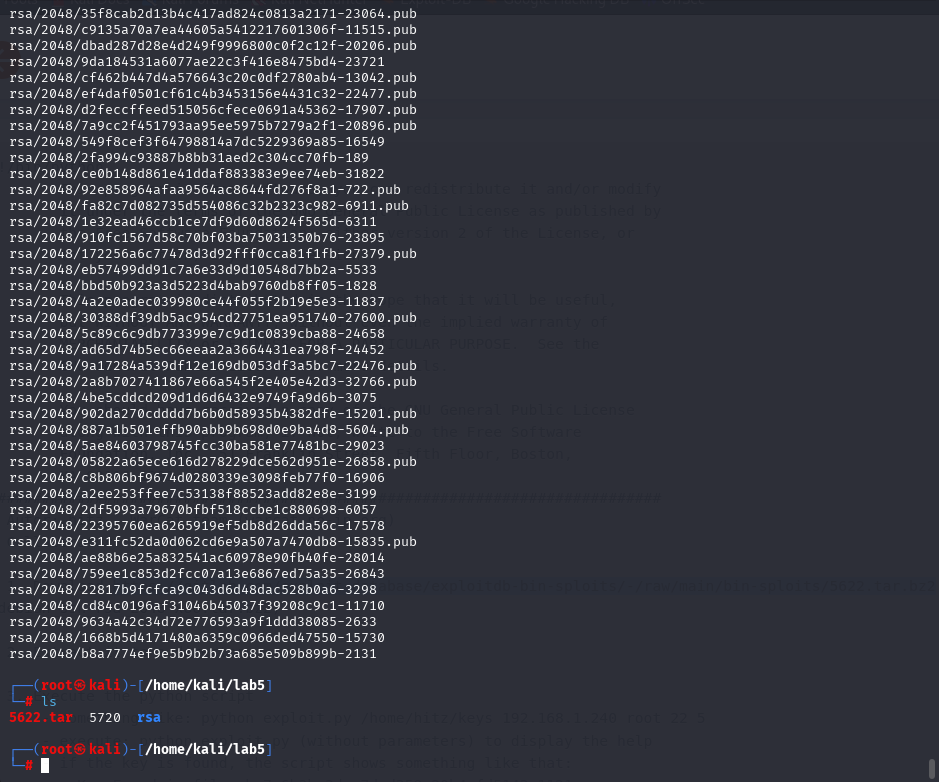 rsa/2048/35f8cab2d13b4c417ad824c0813a2171-23064.pub
rsa/2048/c9135a70a7ea44605a5412217601306f-11515.pub
rsa/2048/dbad287d28e4d249f9996800c0f2c12f-20206.pub
rsa/2048/9da184531a6077ae22c3f416e8475bd4-23721
rsa/2048/cf462b447d4a576643c20c0df2780ab4-13042.pub
rsa/2048/ef4daf0501cf61c4b3453156e4431c32-22477.pub
rsa/2048/d2feccffeed515056cfece0691a45362-17907.pub
rsa/2048/7a9cc2f451793aa95ee5975b7279a2f1-20896.pub
rsa/2048/549f8cef3f64798814a7dc5229369a85-16549
rsa/2048/2fa994c93887b8bb31aed2c304cc70fb-189
rsa/2048/ce0b148d861e41ddaf883383e9ee74eb-31822
rsa/2048/92e858964afaa9564ac8644fd276f8a1-722.pub
rsa/2048/fa82c7d082735d554086c32b2323c982-6911.pub
rsa/2048/1e32ead46ccb1ce7df9d60d8624f565d-6311
rsa/2048/910fc1567d58c70bf03ba75031350b76-23895
rsa/2048/172256a6c77478d3d92fff0cca81f1fb-27379.pub
rsa/2048/eb57499dd91c7a6e33d9d10548d7bb2a-5533
rsa/2048/bbd50b923a3d5223d4bab9760db8ff05-1828
rsa/2048/4a2e0adec039980ce44f055f2b19e5e3-11837
rsa/2048/30388df39db5ac954cd27751ea951740-27600.pub
rsa/2048/5c89c6c9db773399e7c9d1c0839cba88-24658
rsa/2048/ad65d74b5ec66eeaa2a3664431ea798f-24452
rsa/2048/9a17284a539df12e169db053df3a5bc7-22476.pub
rsa/2048/2a8b7027411867e66a545f2e405e42d3-32766.pub
rsa/2048/4be5cddcd209d1d6d6432e9749fa9d6b-3075
rsa/2048/902da270cdddd7b6b0d58935b4382dfe-15201.pub
rsa/2048/887a1b501effb90abb9b698d0e9ba4d8-5604.pub
rsa/2048/5ae84603798745fcc30ba581e77481bc-29023
rsa/2048/05822a65ece616d278229dce562d951e-26858.pub
rsa/2048/c8b806bf9674d0280339e3098feb77f0-16906
rsa/2048/a2ee253ffee7c53138f88523add82e8e-3199
rsa/2048/2df5993a79670bfbf518ccbe1c880698-6057
rsa/2048/22395760ea6265919ef5db8d26dda56c-17578
rsa/2048/e311fc52da0d062cd6e9a507a7470db8-15835.pub
rsa/2048/ae88b6e25a832541ac60978e90fb40fe-28014
rsa/2048/759ee1c853d2fcc07a13e6867ed75a35-26843
rsa/2048/22817b9fcfca9c043d6d48dac528b0a6-3298
rsa/2048/cd84c0196af31046b45037f39208c9c1-11710
rsa/2048/9634a42c34d72e776593a9f1ddd38085-2633
rsa/2048/1668b5d4171480a6359c0966ded47550-15730
rsa/2048/b8a7774ef9e5b9b2b73a685e509b899b-2131
┌──(root㉿kali)-[/home/kali/lab5]
└─# ls
5622.tar  5720  rsa
┌──(root㉿kali)-[/home/kali/lab5]
└─#